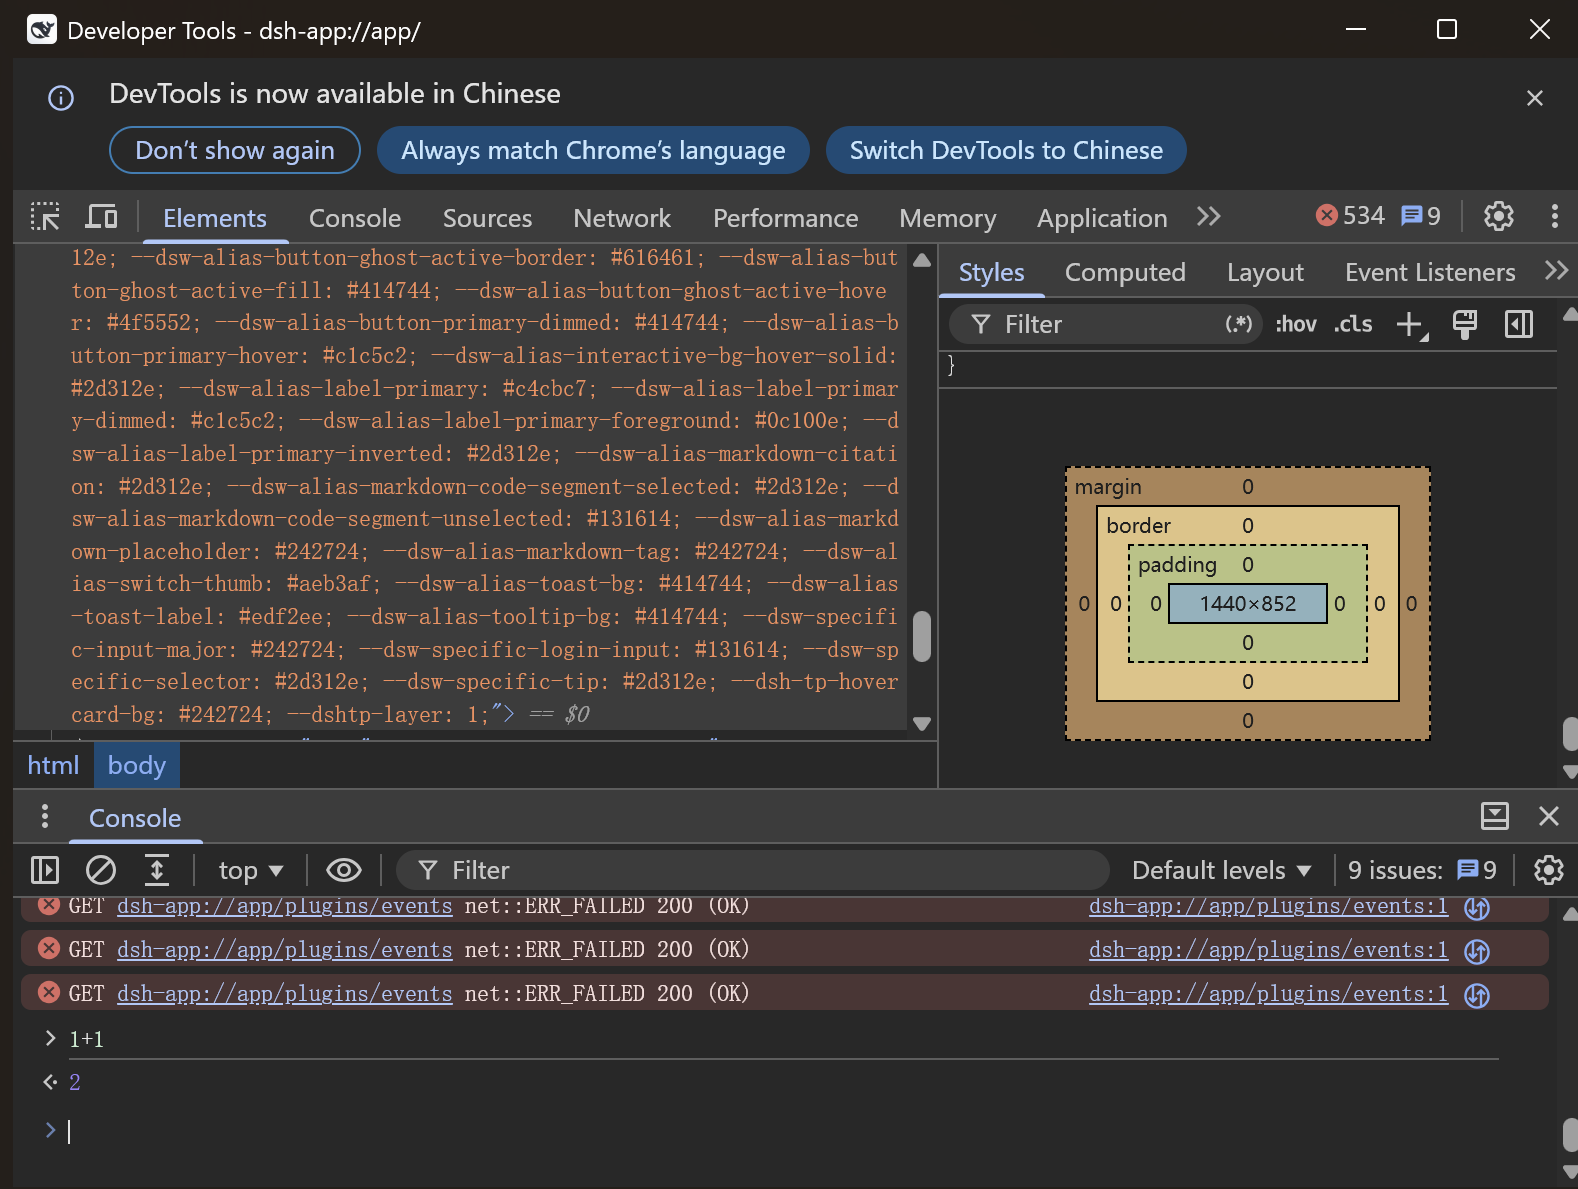 Developer Tools - dsh-app://app/
DevTools is now available in Chinese
Don't show again
Always match Chrome's language
Switch DevTools to Chinese
Elements
Console
Sources
Network
Performance
Memory
Application
534
9
12e; --dsw-alias-button-ghost-active-border: #616461; --dsw-alias-but
ton-ghost-active-fill: #414744; --dsw-alias-button-ghost-active-hove
r: #4f5552; --dsw-alias-button-primary-dimmed: #414744; --dsw-alias-b
utton-primary-hover: #c1c5c2; --dsw-alias-interactive-bg-hover-solid:
#2d312e; --dsw-alias-label-primary: #c4cbc7; --dsw-alias-label-primar
y-dimmed: #c1c5c2; --dsw-alias-label-primary-foreground: #0c100e; --d
sw-alias-label-primary-inverted: #2d312e; --dsw-alias-markdown-citati
on: #2d312e; --dsw-alias-markdown-code-segment-selected: #2d312e; --d
sw-alias-markdown-code-segment-unselected: #131614; --dsw-alias-markd
own-placeholder: #242724; --dsw-alias-markdown-tag: #242724; --dsw-al
ias-switch-thumb: #aeb3af; --dsw-alias-toast-bg: #414744; --dsw-alias
-toast-label: #edf2ee; --dsw-alias-tooltip-bg: #414744; --dsw-specifi
c-input-major: #242724; --dsw-specific-login-input: #131614; --dsw-sp
ecific-selector: #2d312e; --dsw-specific-tip: #2d312e; --dsh-tp-hover
card-bg: #242724; --dshtp-layer: 1;"> == $0
html
body
Styles
Computed
Layout
Event Listeners
Filter
(.*)
:hov
.cls
}
margin
0
border
0
padding
0
0
0
0
1440×852
0
0
0
0
0
0
Console
top
Filter
Default levels
9 issues:
9
GET dsh-app://app/plugins/events net::ERR_FAILED 200 (OK) dsh-app://app/plugins/events:1
GET dsh-app://app/plugins/events net::ERR_FAILED 200 (OK) dsh-app://app/plugins/events:1
GET dsh-app://app/plugins/events net::ERR_FAILED 200 (OK) dsh-app://app/plugins/events:1
> 1+1
2
>